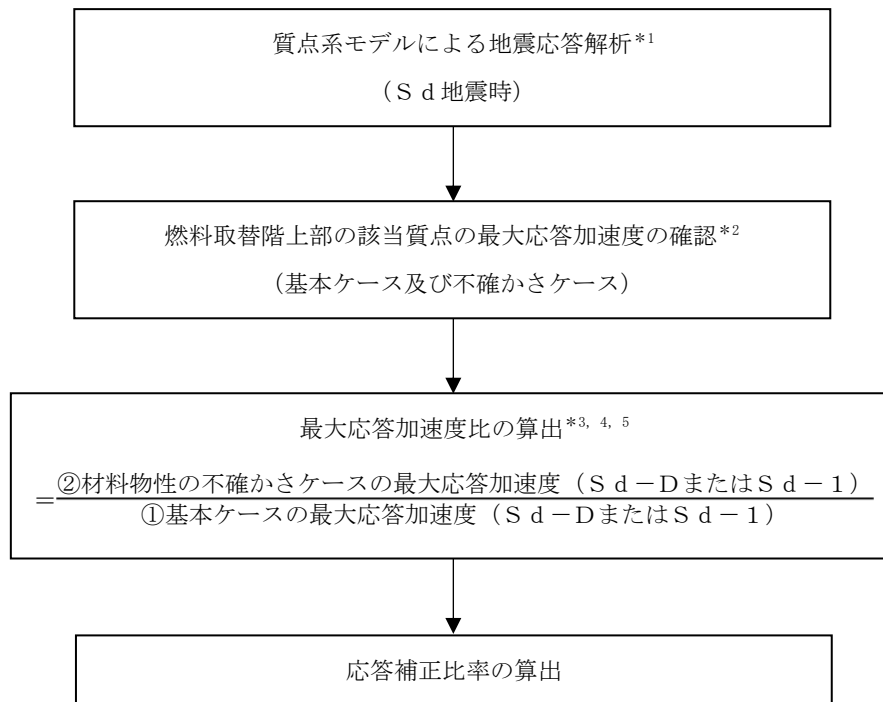 質点系モデルによる地震応答解析*1
(Ｓｄ地震時)
燃料取替階上部の該当質点の最大応答加速度の確認*2
(基本ケース及び不確かさケース)
最大応答加速度比の算出*3, 4, 5
=②材料物性の不確かさケースの最大応答加速度（Ｓｄ－ＤまたはＳｄ－１）
①基本ケースの最大応答加速度（Ｓｄ－ＤまたはＳｄ－１）
応答補正比率の算出